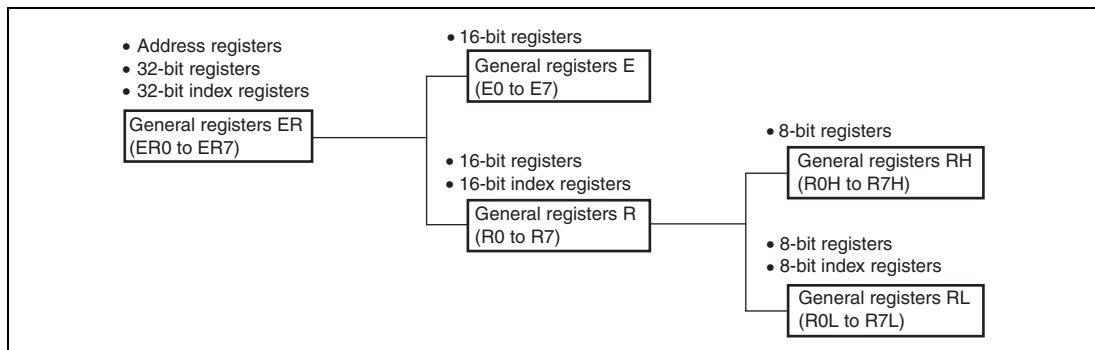 • Address registers
• 32-bit registers
• 32-bit index registers
General registers ER
(ER0 to ER7)
• 16-bit registers
General registers E
(E0 to E7)
• 16-bit registers
• 16-bit index registers
General registers R
(R0 to R7)
• 8-bit registers
General registers RH
(R0H to R7H)
• 8-bit registers
• 8-bit index registers
General registers RL
(R0L to R7L)